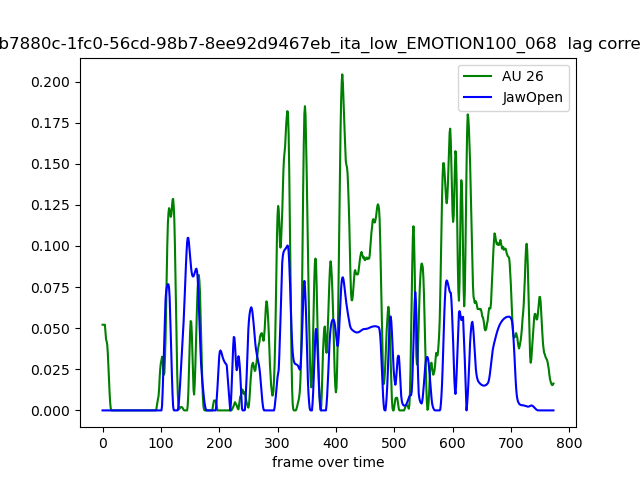 b7880c-1fc0-56cd-98b7-8ee92d9467eb_ita_low_EMOTION100_068 lag corre
AU 26
JawOpen
0.200
0.175
0.150
0.125
0.100
0.075
0.050
0.025
0.000
0 100 200 300 400 500 600 700 800
frame over time